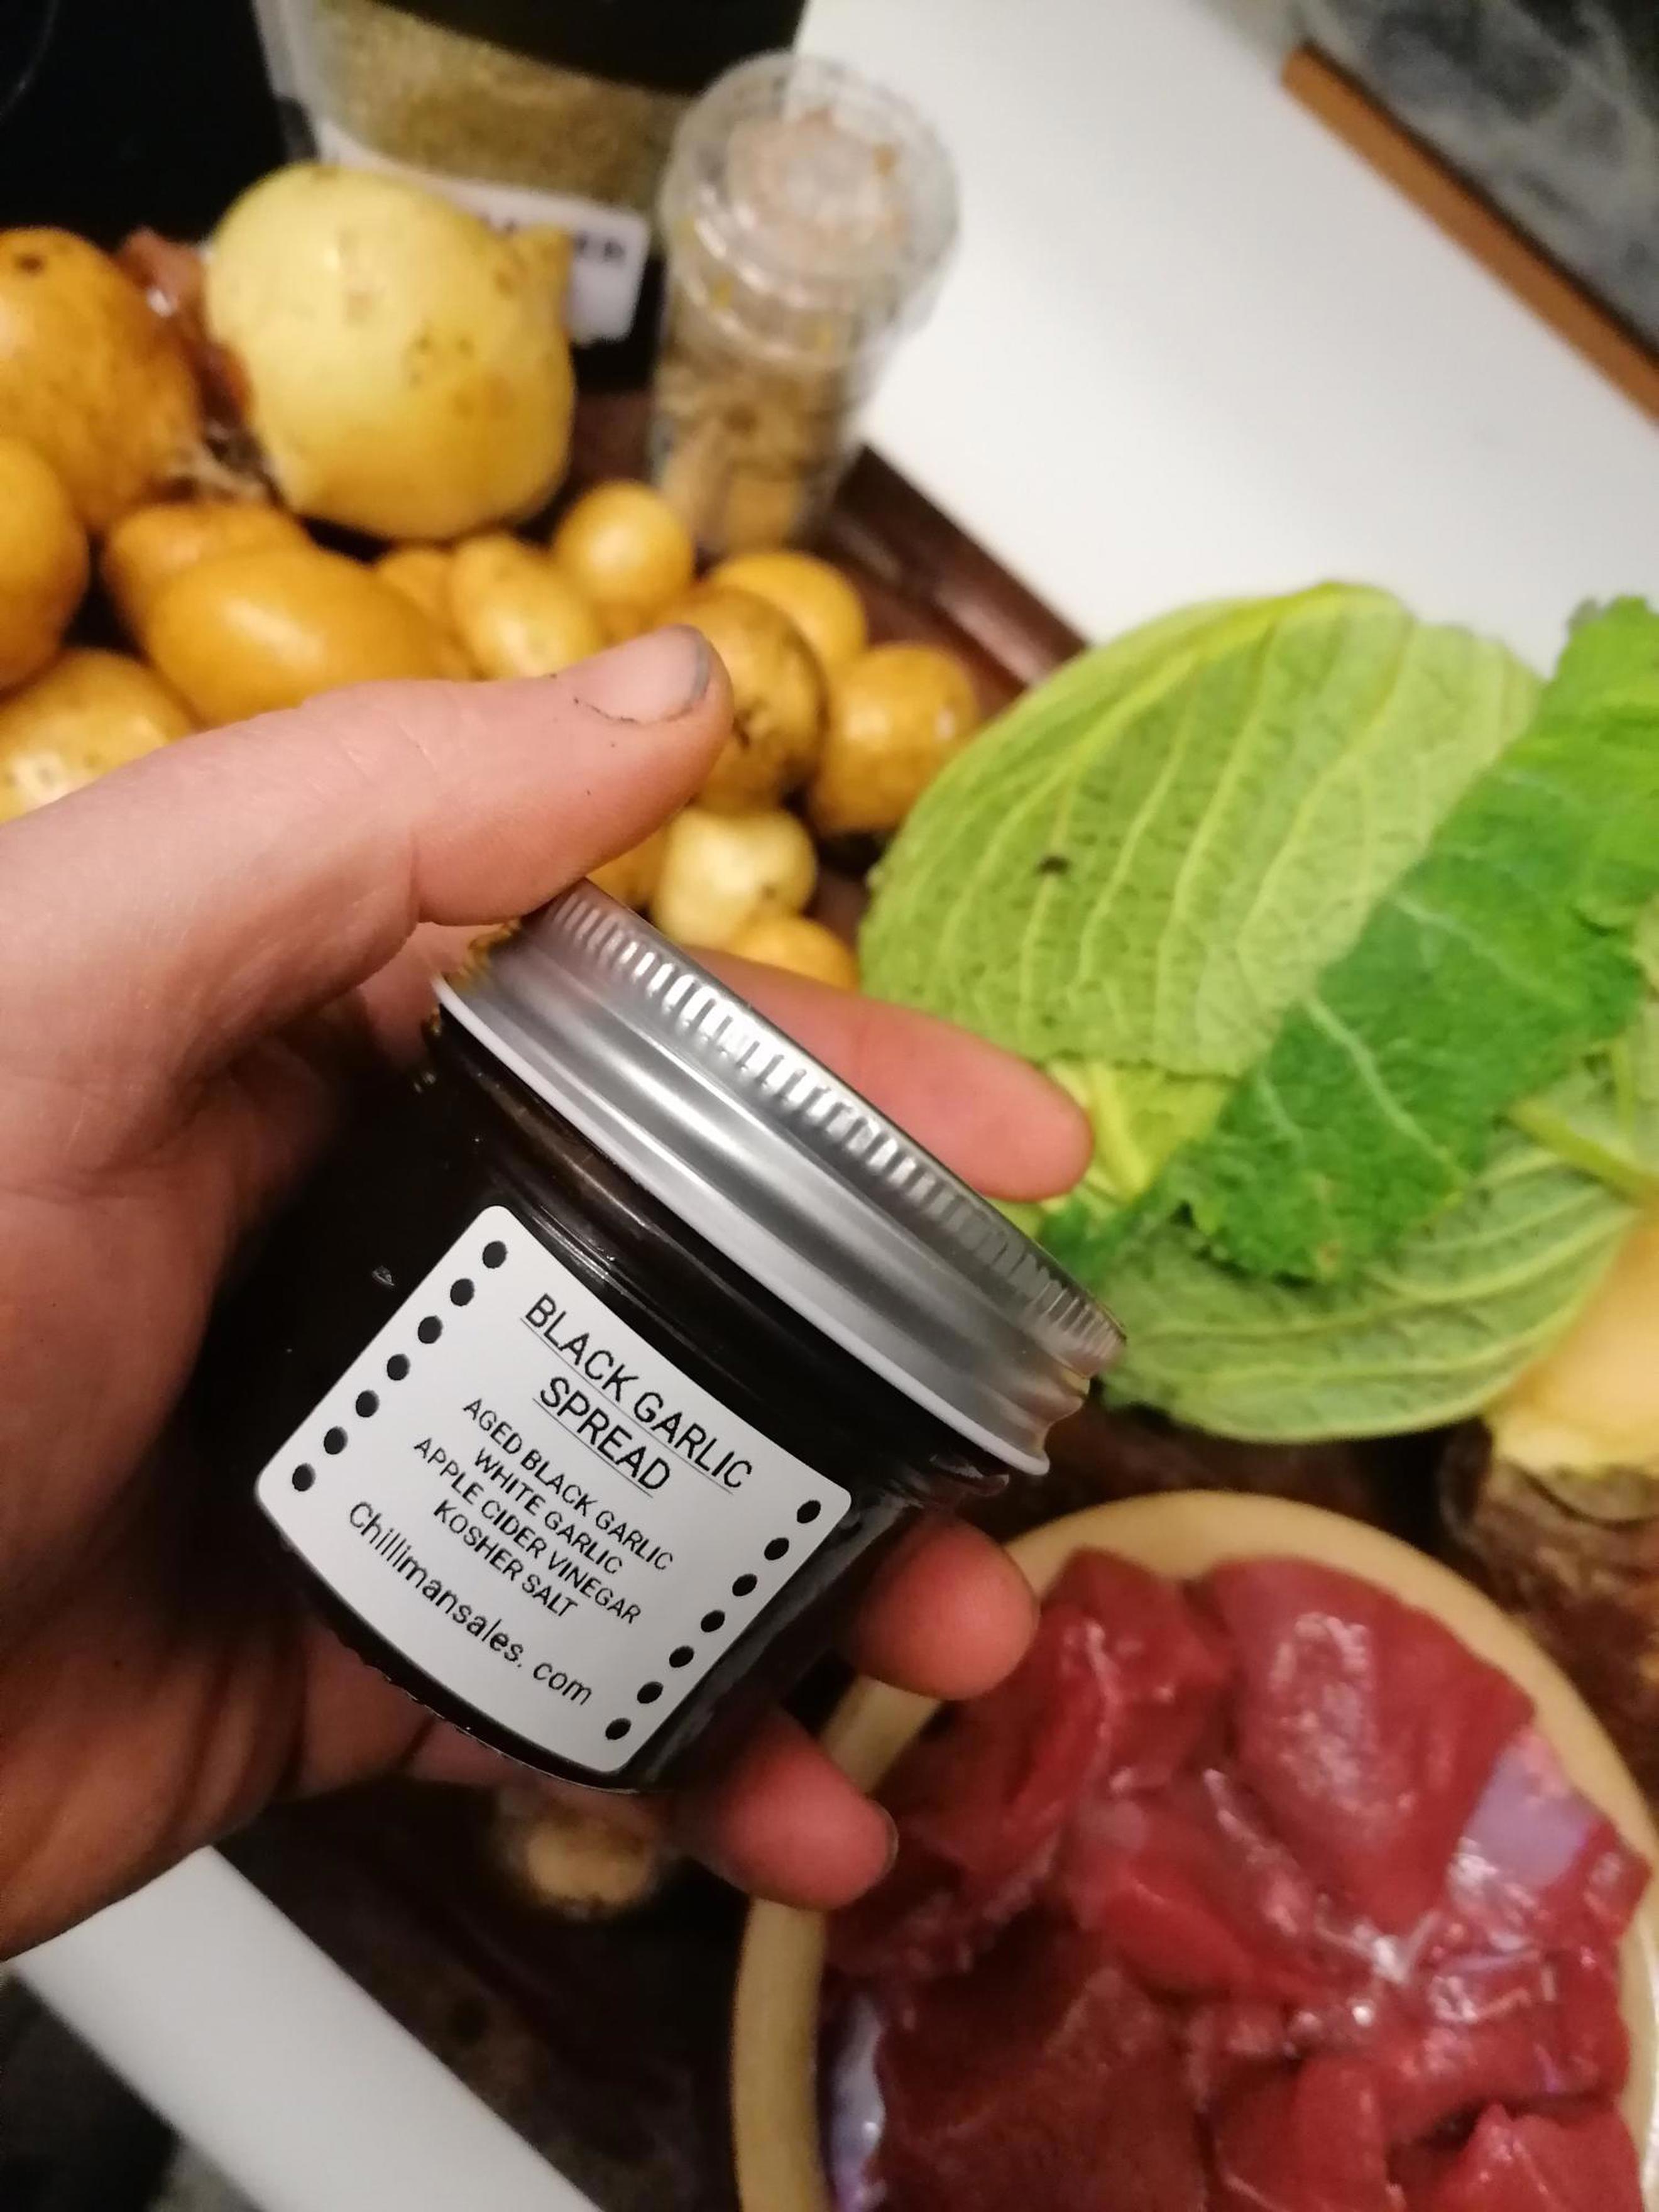 BLACK GARLIC
SPREAD
AGED BLACK GARLIC
WHITE GARLIC
APPLE CIDER VINEGAR
KOSHER SALT
Chillimansales. com